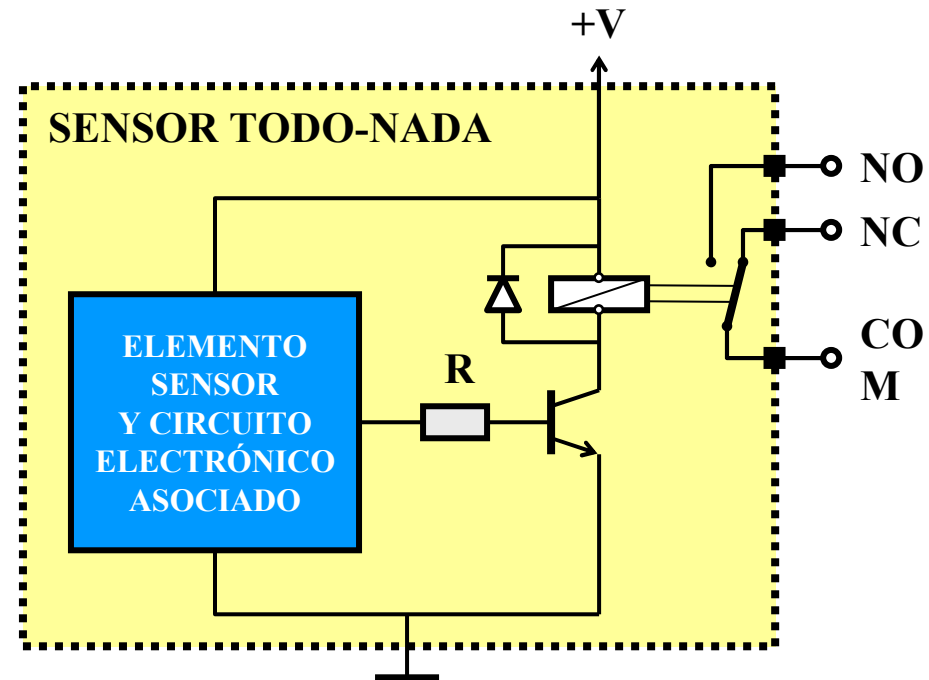 +V
SENSOR TODO-NADA
NO
NC
CO
M
ELEMENTO
SENSOR
Y CIRCUITO
ELECTRÓNICO
ASOCIADO
R